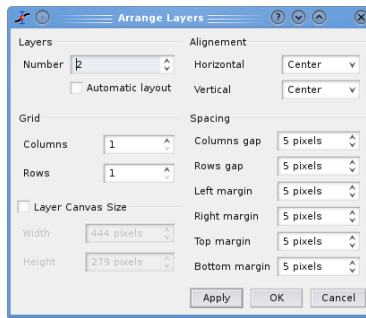 Arrange Layers
Layers
Number 2
Automatic layout
Grid
Columns 1
Rows 1
Layer Canvas Size
Width 444 pixels
Height 279 pixels
Alignement
Horizontal Center
Vertical Center
Spacing
Columns gap 5 pixels
Rows gap 5 pixels
Left margin 5 pixels
Right margin 5 pixels
Top margin 5 pixels
Bottom margin 5 pixels
Apply OK Cancel